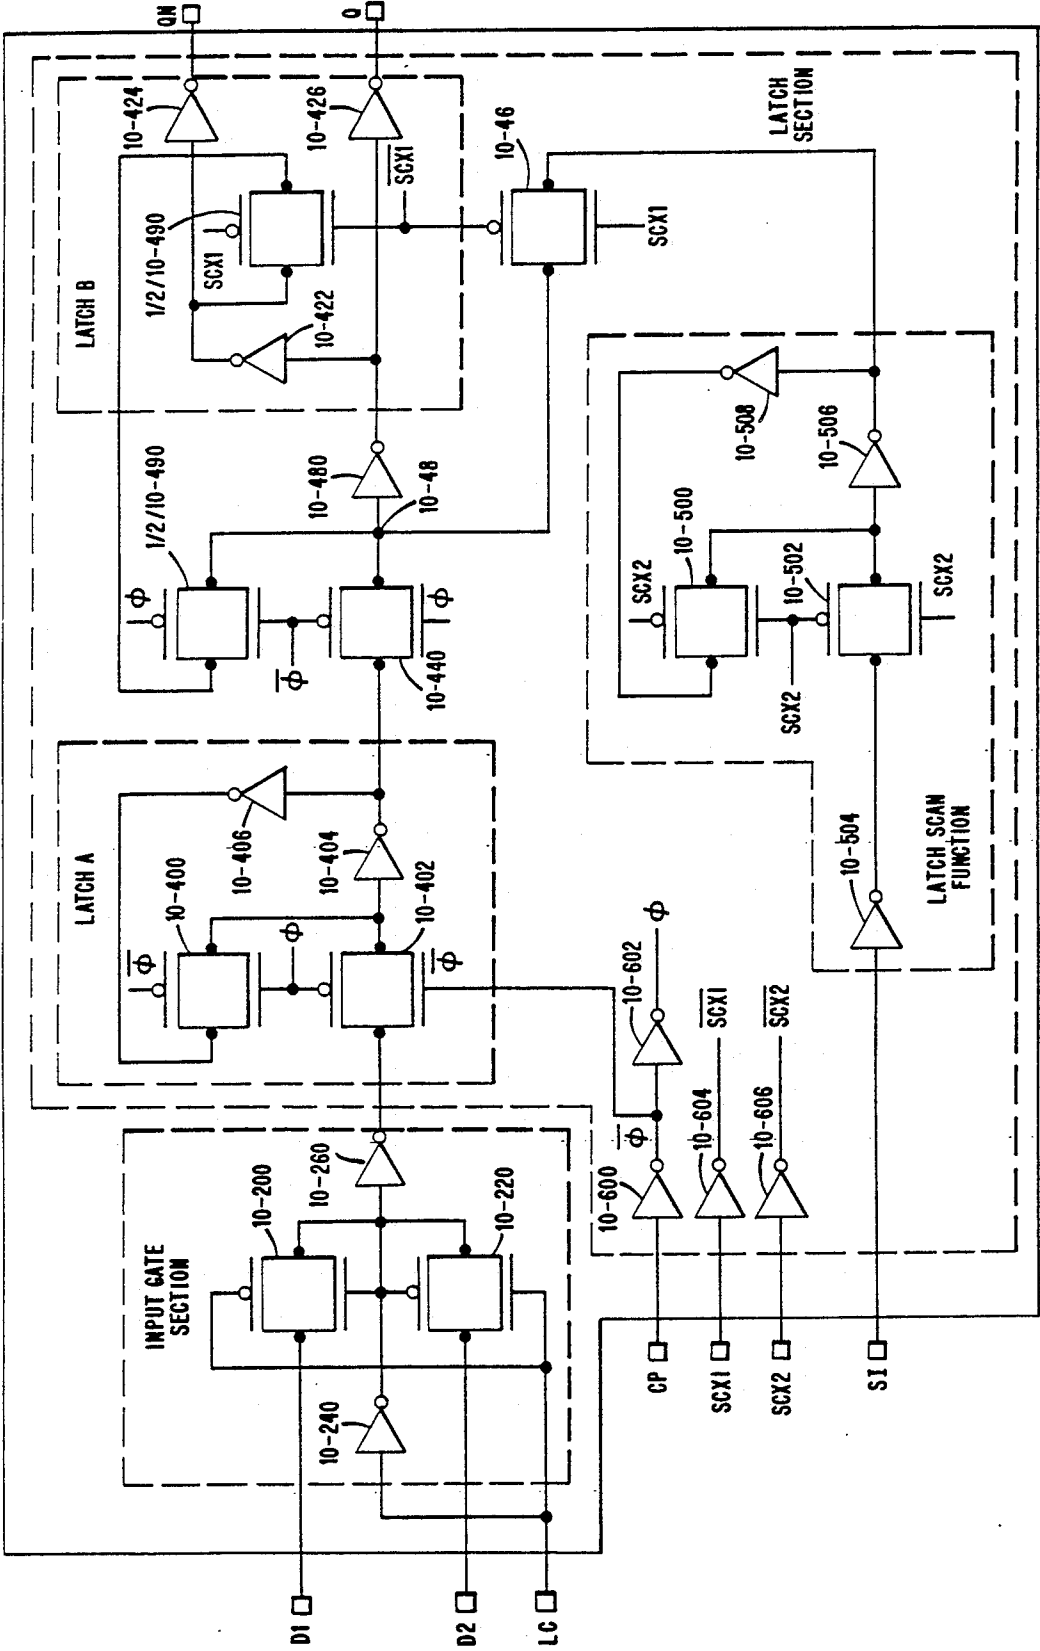 INPUT GATE
SECTION
10-200
10-220
10-240
10-260
D1
D2
LC
LATCH A
10-400
10-402
10-404
10-406
Φ̅
Φ
Φ̅
1/2/10-490
Φ
Φ̅
Φ
10-440
10-480
10-48
LATCH B
10-422
1/2/10-490
SCX1
10-424
10-426
S̅C̅X̅1̅
QN
Q
10-46
SCX1
LATCH
SECTION
CP
SCX1
SCX2
SI
10-600
Φ̅
10-602
Φ
10-604
S̅C̅X̅1̅
10-606
S̅C̅X̅2̅
10-504
LATCH SCAN
FUNCTION
SCX2
10-500
SCX2
10-502
SCX2
10-506
10-508